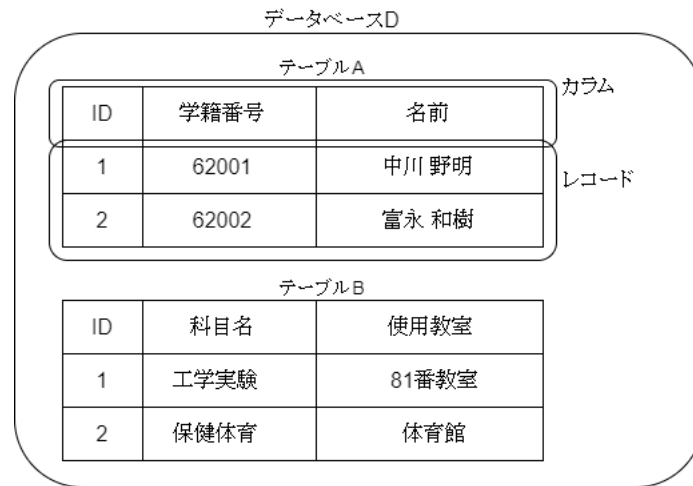 データベースD
テーブルA
カラム
ID 学籍番号 名前
1 62001 中川 野明
レコード
2 62002 富永 和樹
テーブルB
ID 科目名 使用教室
1 工学実験 81番教室
2 保健体育 体育館